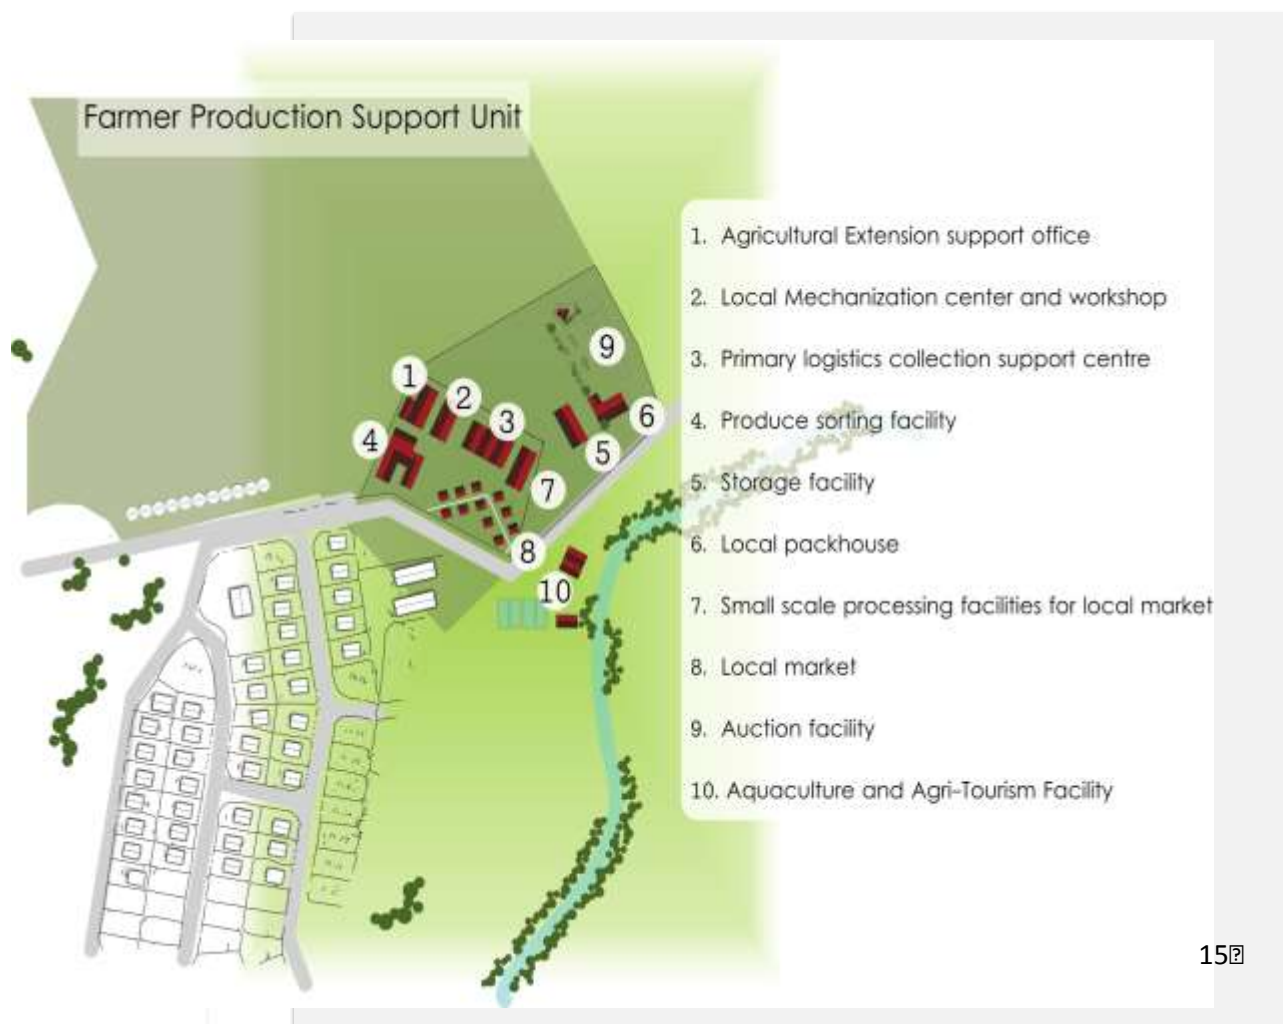 Farmer Production Support Unit
1. Agricultural Extension support office
2. Local Mechanization center and workshop
3. Primary logistics collection support centre
4. Produce sorting facility
5. Storage facility
6. Local packhouse
7. Small scale processing facilities for local market
8. Local market
9. Auction facility
10. Aquaculture and Agri-Tourism Facility
9
1
2
6
3
4
5
7
8
10
15